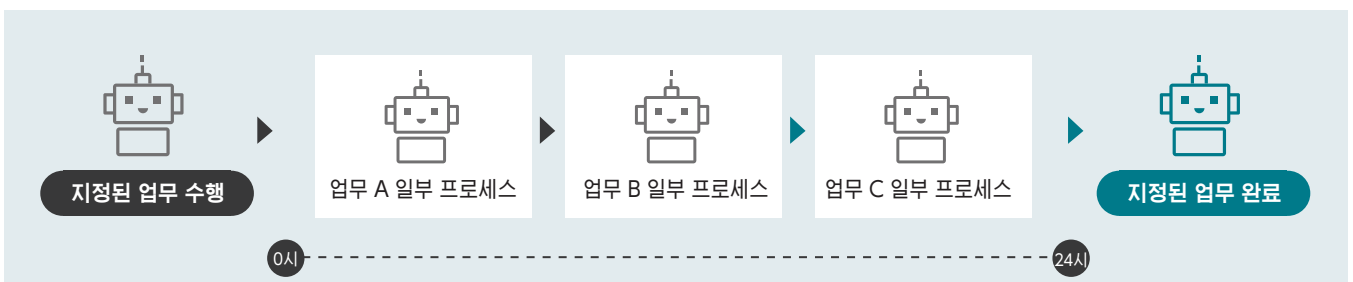 지정된 업무 수행
업무 A 일부 프로세스
업무 B 일부 프로세스
업무 C 일부 프로세스
지정된 업무 완료
0시
24시